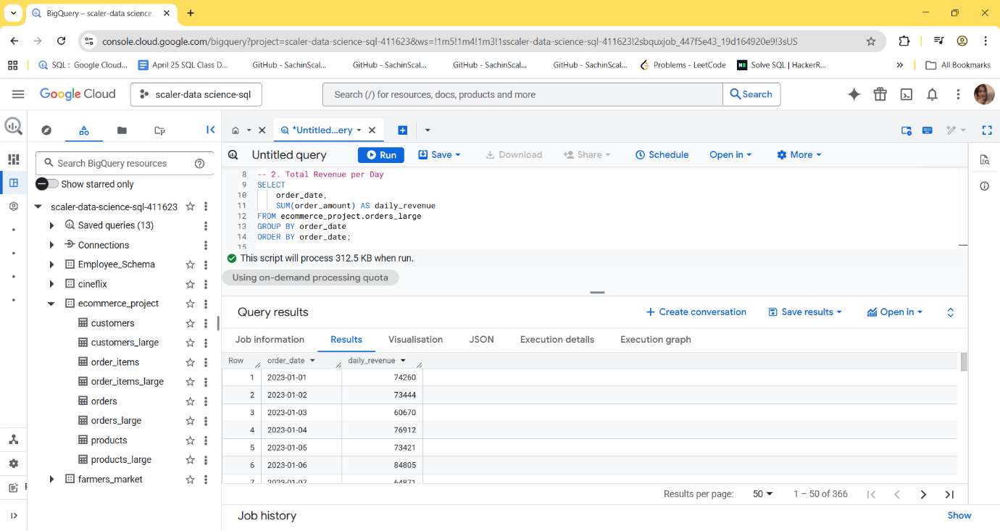 BigQuery – scaler-data science.
console.cloud.google.com/bigquery?project=scaler-data-science-sql-411623&ws=!1m5!1m4!1m3!1sscaler-data-science-sql-411623!2sbquxjob_447f5e43_19d164920e9!3sUS
SQL : Google Cloud... April 25 SQL Class D... GitHub - SachinScal... GitHub - SachinScal... GitHub - SachinScal... GitHub - SachinScal... Problems - LeetCode Solve SQL | HackerR... » All Bookmarks
Google Cloud scaler-data science-sql Search (/) for resources, docs, products and more Search
*Untitled...ery
Untitled query Run Save Download Share Schedule Open in More
Search BigQuery resources
Show starred only
scaler-data-science-sql-411623
Saved queries (13)
Connections
Employee_Schema
cineflix
ecommerce_project
customers
customers_large
order_items
order_items_large
orders
orders_large
products
products_large
farmers_market
8 -- 2. Total Revenue per Day
9 SELECT
10 order_date,
11 SUM(order_amount) AS daily_revenue
12 FROM ecommerce_project.orders_large
13 GROUP BY order_date
14 ORDER BY order_date;
15
This script will process 312.5 KB when run.
Using on-demand processing quota
Query results Create conversation Save results Open in
Job information Results Visualisation JSON Execution details Execution graph
Row order_date daily_revenue
1 2023-01-01 74260
2 2023-01-02 73444
3 2023-01-03 60670
4 2023-01-04 76912
5 2023-01-05 73421
6 2023-01-06 84805
7 2023-01-07 64871
Results per page: 50 1 – 50 of 366
Job history Show